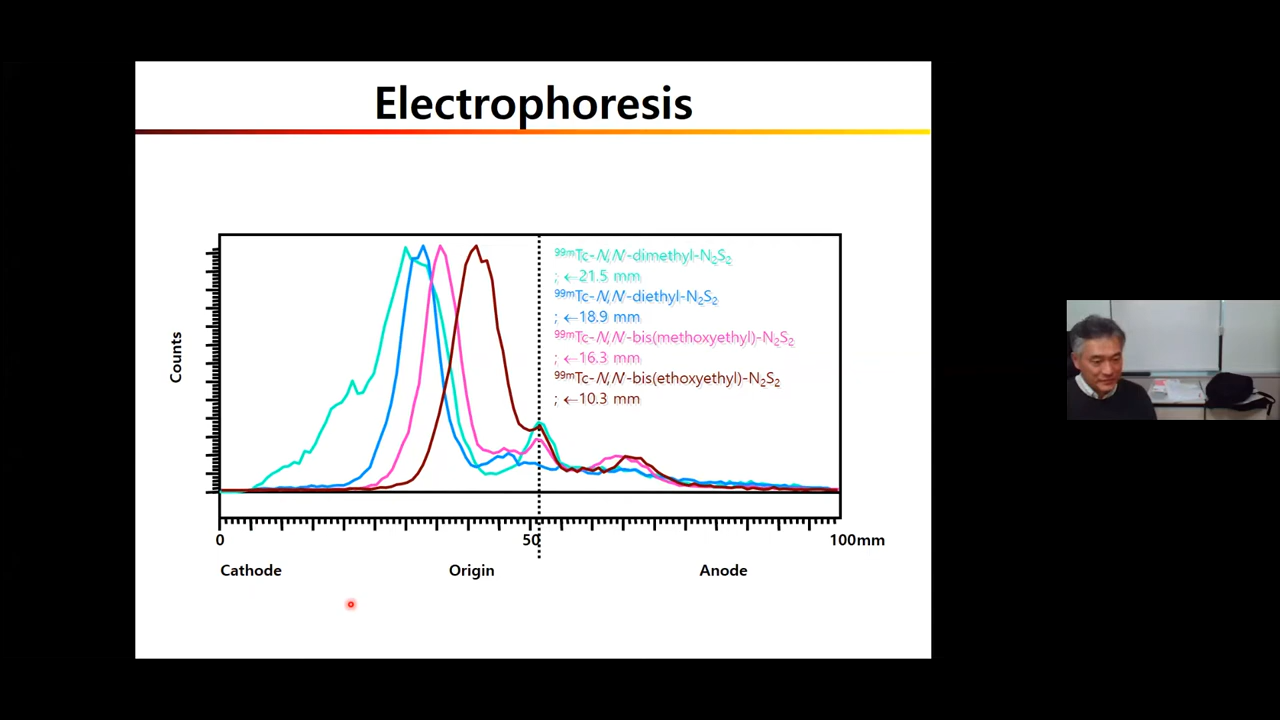 Electrophoresis
99mTc-N,N'-dimethyl-N2S2
; ←21.5 mm
99mTc-N,N'-diethyl-N2S2
; ←18.9 mm
99mTc-N,N'-bis(methoxyethyl)-N2S2
; ←16.3 mm
99mTc-N,N'-bis(ethoxyethyl)-N2S2
; ←10.3 mm
Counts
0 50 100mm
Cathode Origin Anode